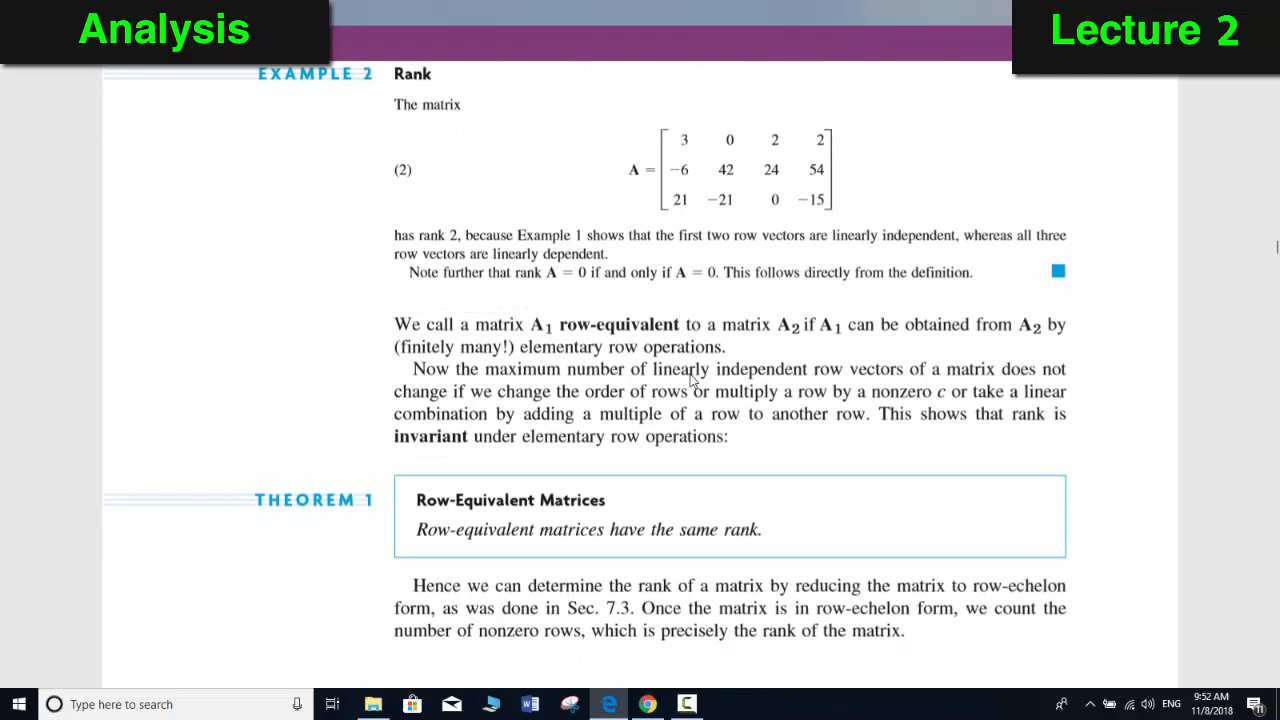 Analysis
Lecture 2
EXAMPLE 2 Rank
The matrix
3 0 2 2
(2) A = −6 42 24 54
21 −21 0 −15
has rank 2, because Example 1 shows that the first two row vectors are linearly independent, whereas all three
row vectors are linearly dependent.
Note further that rank A = 0 if and only if A = 0. This follows directly from the definition.
We call a matrix A1 row-equivalent to a matrix A2 if A1 can be obtained from A2 by
(finitely many!) elementary row operations.
Now the maximum number of linearly independent row vectors of a matrix does not
change if we change the order of rows or multiply a row by a nonzero c or take a linear
combination by adding a multiple of a row to another row. This shows that rank is
invariant under elementary row operations:
THEOREM 1 Row-Equivalent Matrices
Row-equivalent matrices have the same rank.
Hence we can determine the rank of a matrix by reducing the matrix to row-echelon
form, as was done in Sec. 7.3. Once the matrix is in row-echelon form, we count the
number of nonzero rows, which is precisely the rank of the matrix.
Type here to search
ENG
9:52 AM
11/8/2018